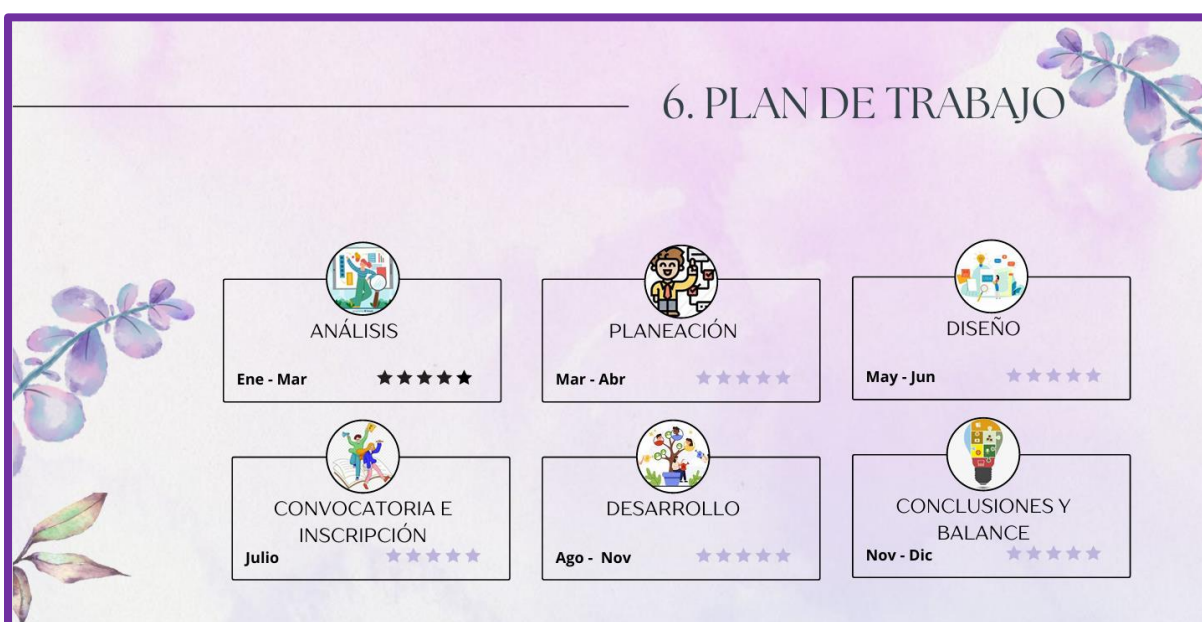 6. PLAN DE TRABAJO
ANÁLISIS
Ene - Mar
PLANEACIÓN
Mar - Abr
DISEÑO
May - Jun
CONVOCATORIA E
INSCRIPCIÓN
Julio
DESARROLLO
Ago - Nov
CONCLUSIONES Y
BALANCE
Nov - Dic